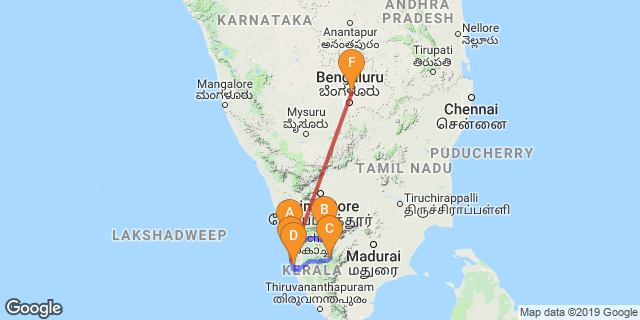 KARNATAKA
ANDHRA
PRADESH
Anantapur
అనంతపురం
Nellore
నెల్లూరు
Tirupati
తిరుపతి
F
Bengaluru
ಬೆಂಗಳೂರು
Mangalore
ಮಂಗಳೂರು
Mysuru
ಮೈಸೂರು
Chennai
சென்னை
PUDUCHERRY
TAMIL NADU
Tiruchirappalli
திருச்சிராப்பள்ளி
A
B
C
D
LAKSHADWEEP
Madurai
மதுரை
KERALA
Thiruvananthapuram
തിരുവനന്തപുരം
Google
Map data ©2019 Google